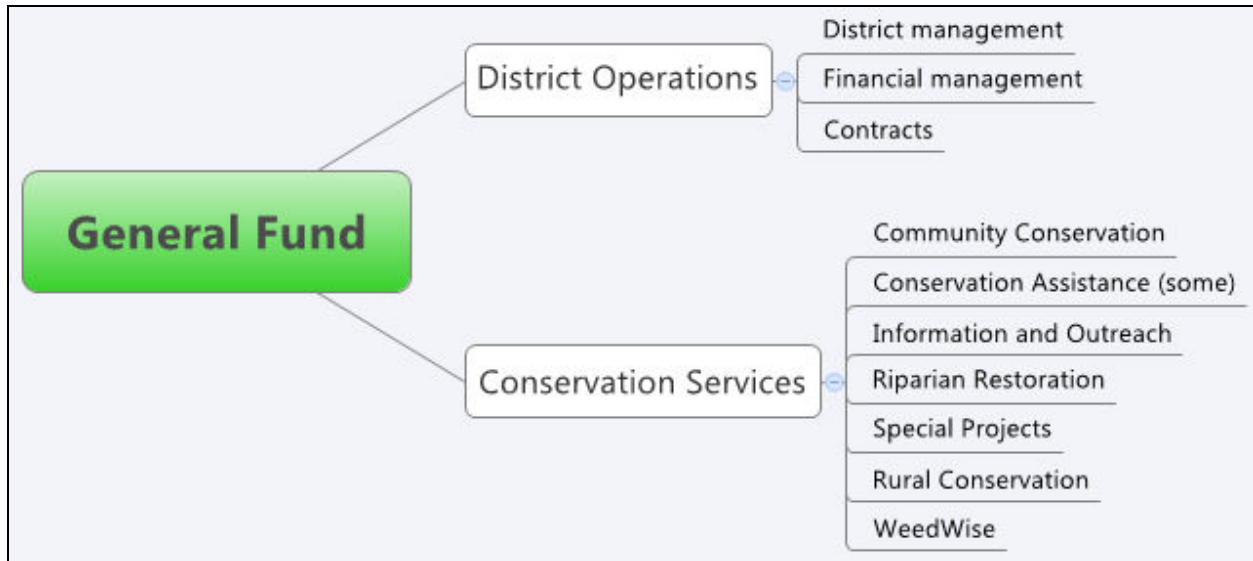 General Fund
District Operations
District management
Financial management
Contracts
Conservation Services
Community Conservation
Conservation Assistance (some)
Information and Outreach
Riparian Restoration
Special Projects
Rural Conservation
WeedWise